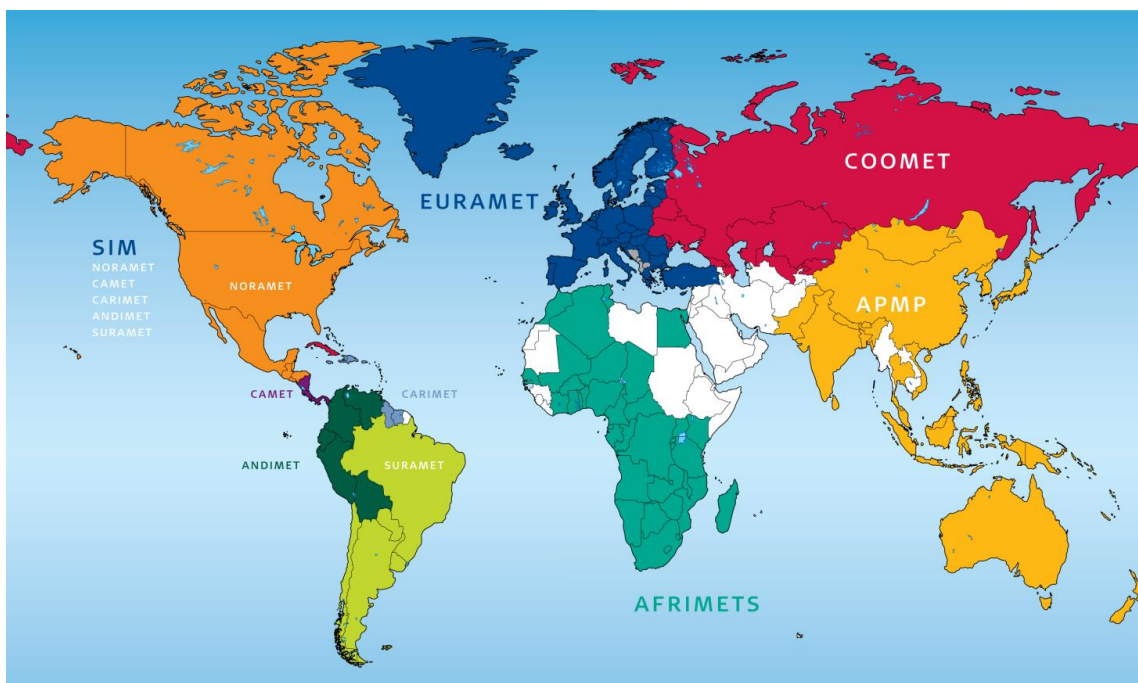 COOMET
EURAMET
SIM
NORAMET
CAMET
CARIMET
ANDIMET
SURAMET
NORAMET
APMP
CAMET
CARIMET
ANDIMET
SURAMET
AFRIMETS